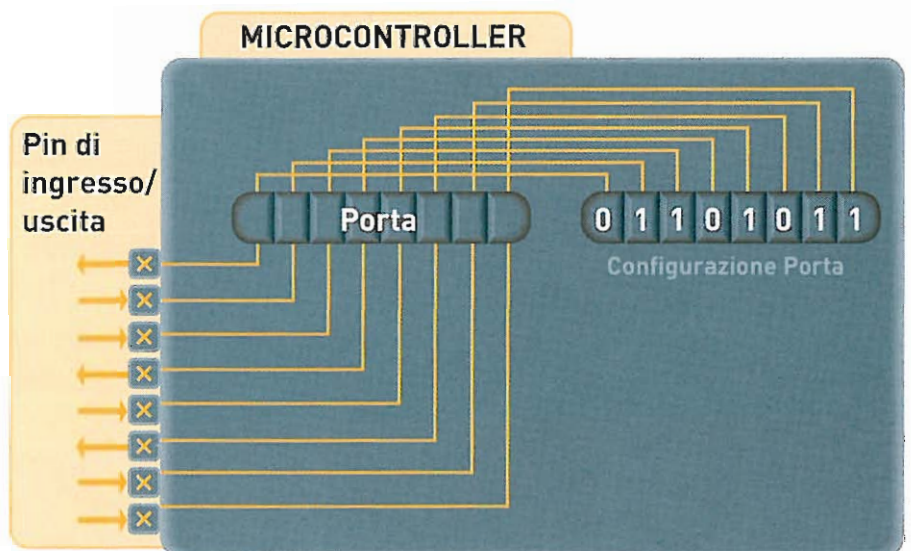 MICROCONTROLLER
Pin di
ingresso/
uscita
Porta
0 1 1 0 1 0 1 1
Configurazione Porta